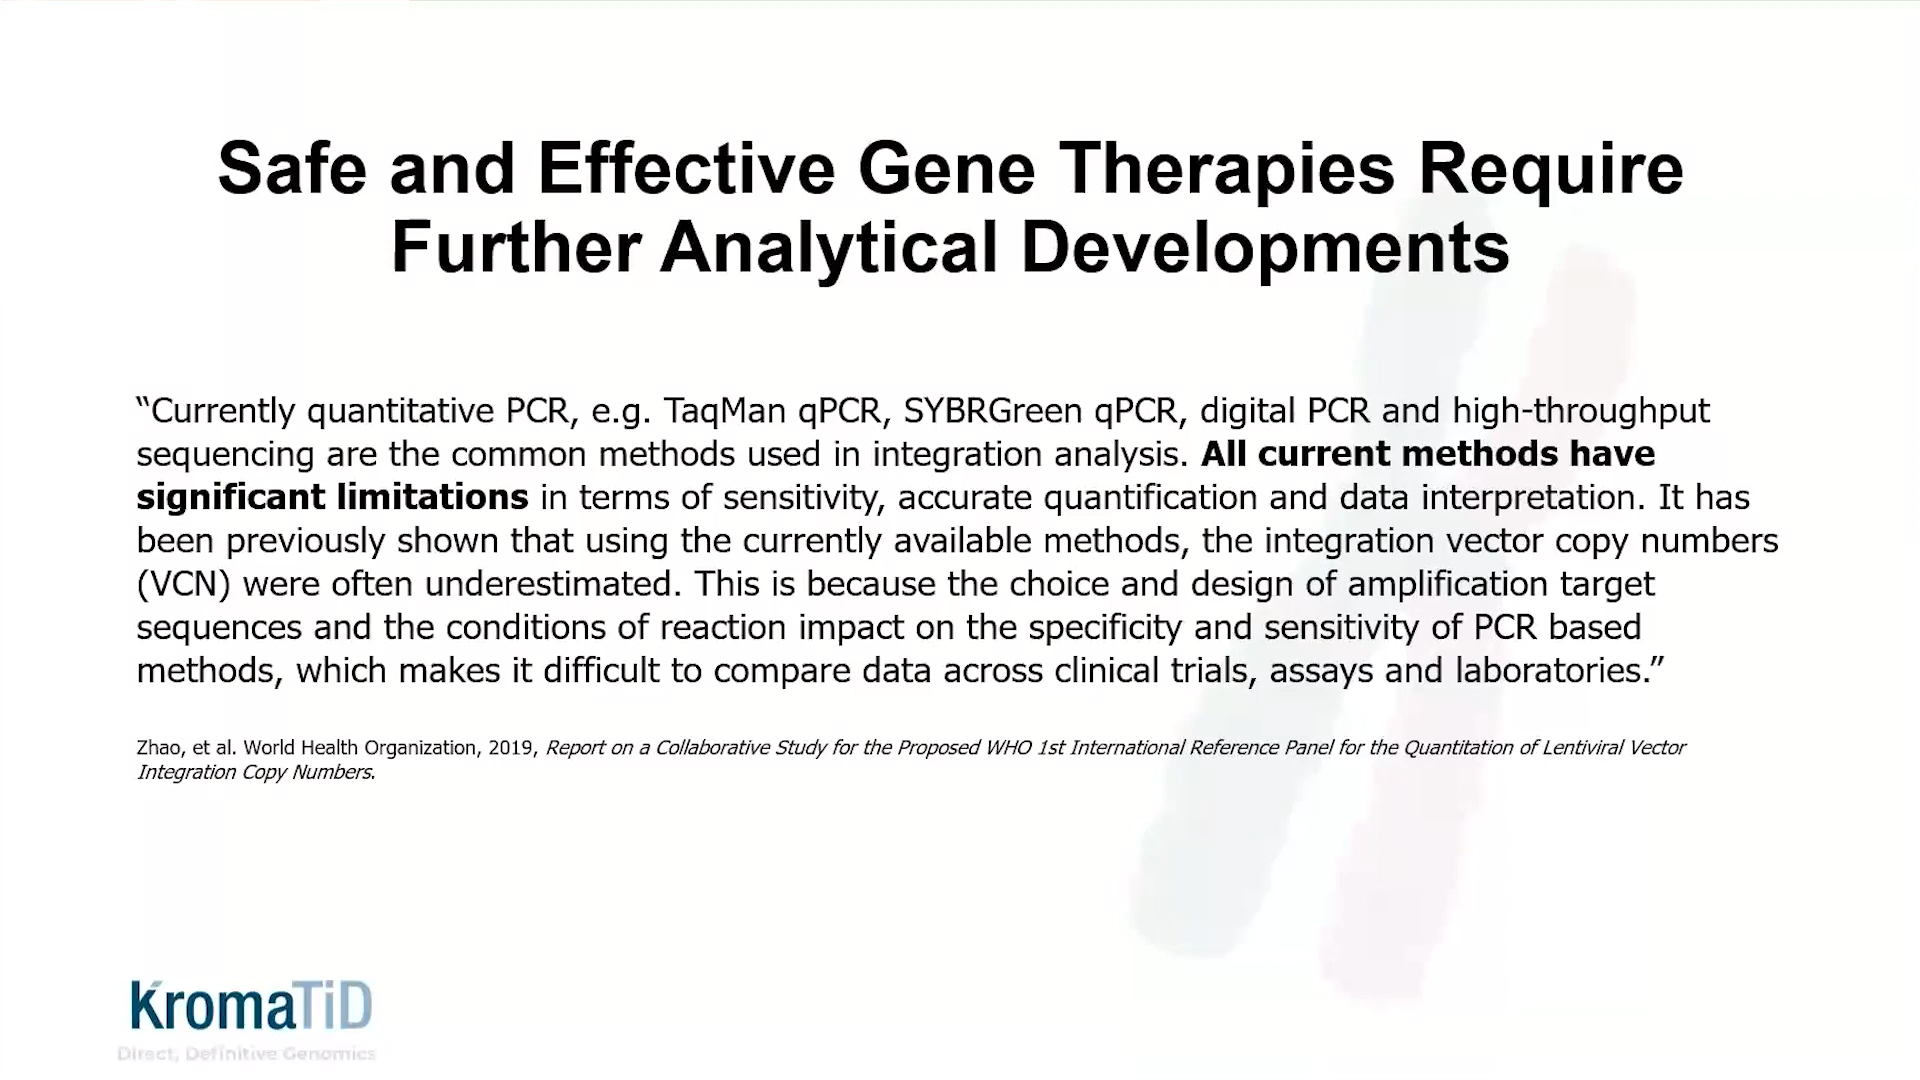 Safe and Effective Gene Therapies Require
Further Analytical Developments
“Currently quantitative PCR, e.g. TaqMan qPCR, SYBRGreen qPCR, digital PCR and high-throughput
sequencing are the common methods used in integration analysis. All current methods have
significant limitations in terms of sensitivity, accurate quantification and data interpretation. It has
been previously shown that using the currently available methods, the integration vector copy numbers
(VCN) were often underestimated. This is because the choice and design of amplification target
sequences and the conditions of reaction impact on the specificity and sensitivity of PCR based
methods, which makes it difficult to compare data across clinical trials, assays and laboratories.”
Zhao, et al. World Health Organization, 2019, Report on a Collaborative Study for the Proposed WHO 1st International Reference Panel for the Quantitation of Lentiviral Vector
Integration Copy Numbers.
KromaTiD
Direct, Definitive Genomics